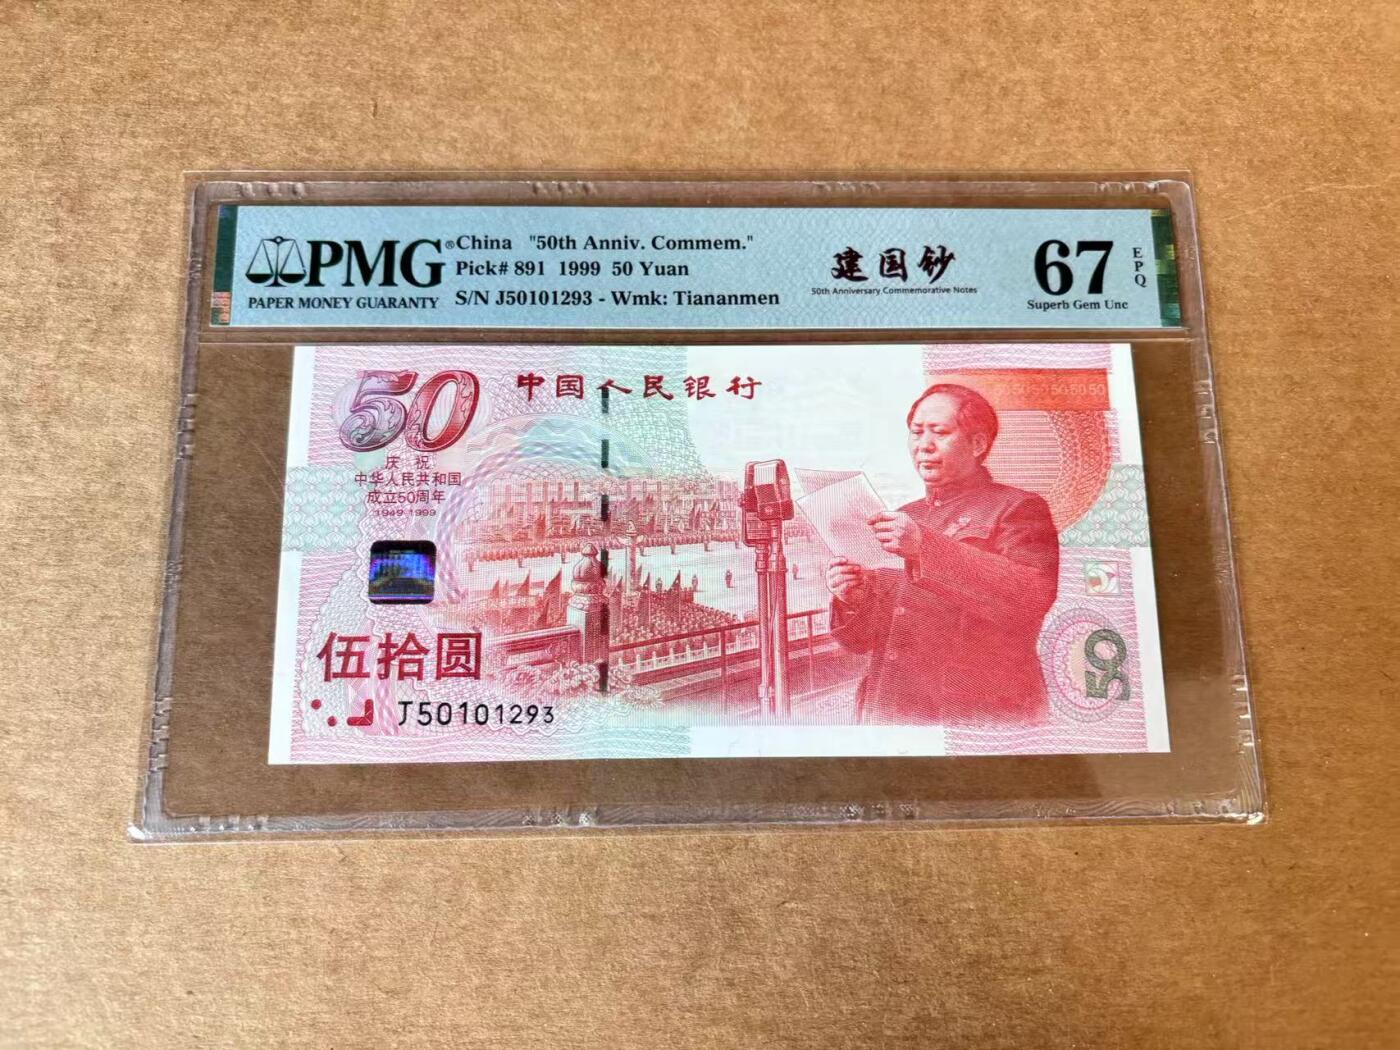 PMG®
PAPER MONEY GUARANTY
China "50th Anniv. Commem."
Pick# 891 1999 50 Yuan
S/N J50101293 - Wmk: Tiananmen
建国钞
50th Anniversary Commemorative Notes
67
EPQ
Superb Gem Unc
50
中国人民银行
庆祝
中华人民共和国
成立50周年
1949-1999
伍拾圆
J50101293
50